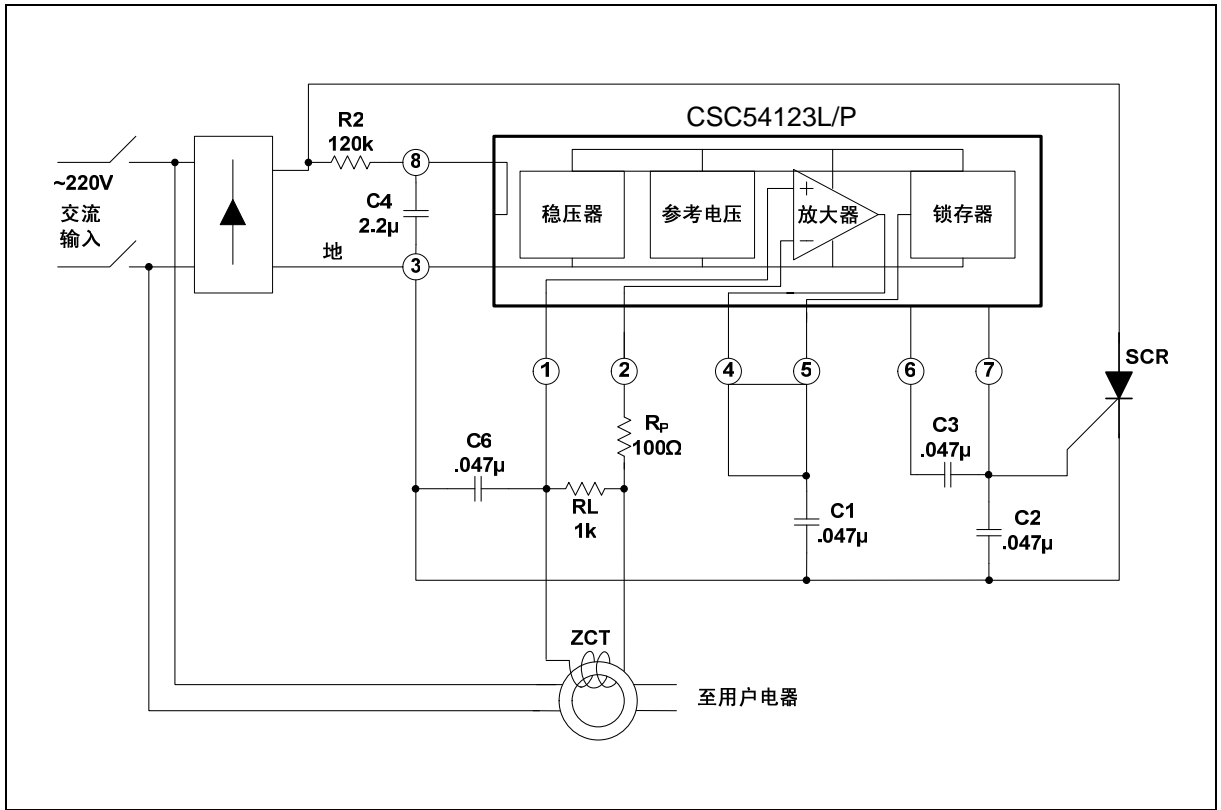 CSC54123L/P
R2
120k
8
~220V
交流
输入
C4
2.2µ
地
3
稳压器
参考电压
+
放大器
−
锁存器
1
2
4
5
6
7
SCR
RP
100Ω
C6
.047µ
RL
1k
C3
.047µ
C1
.047µ
C2
.047µ
ZCT
至用户电器